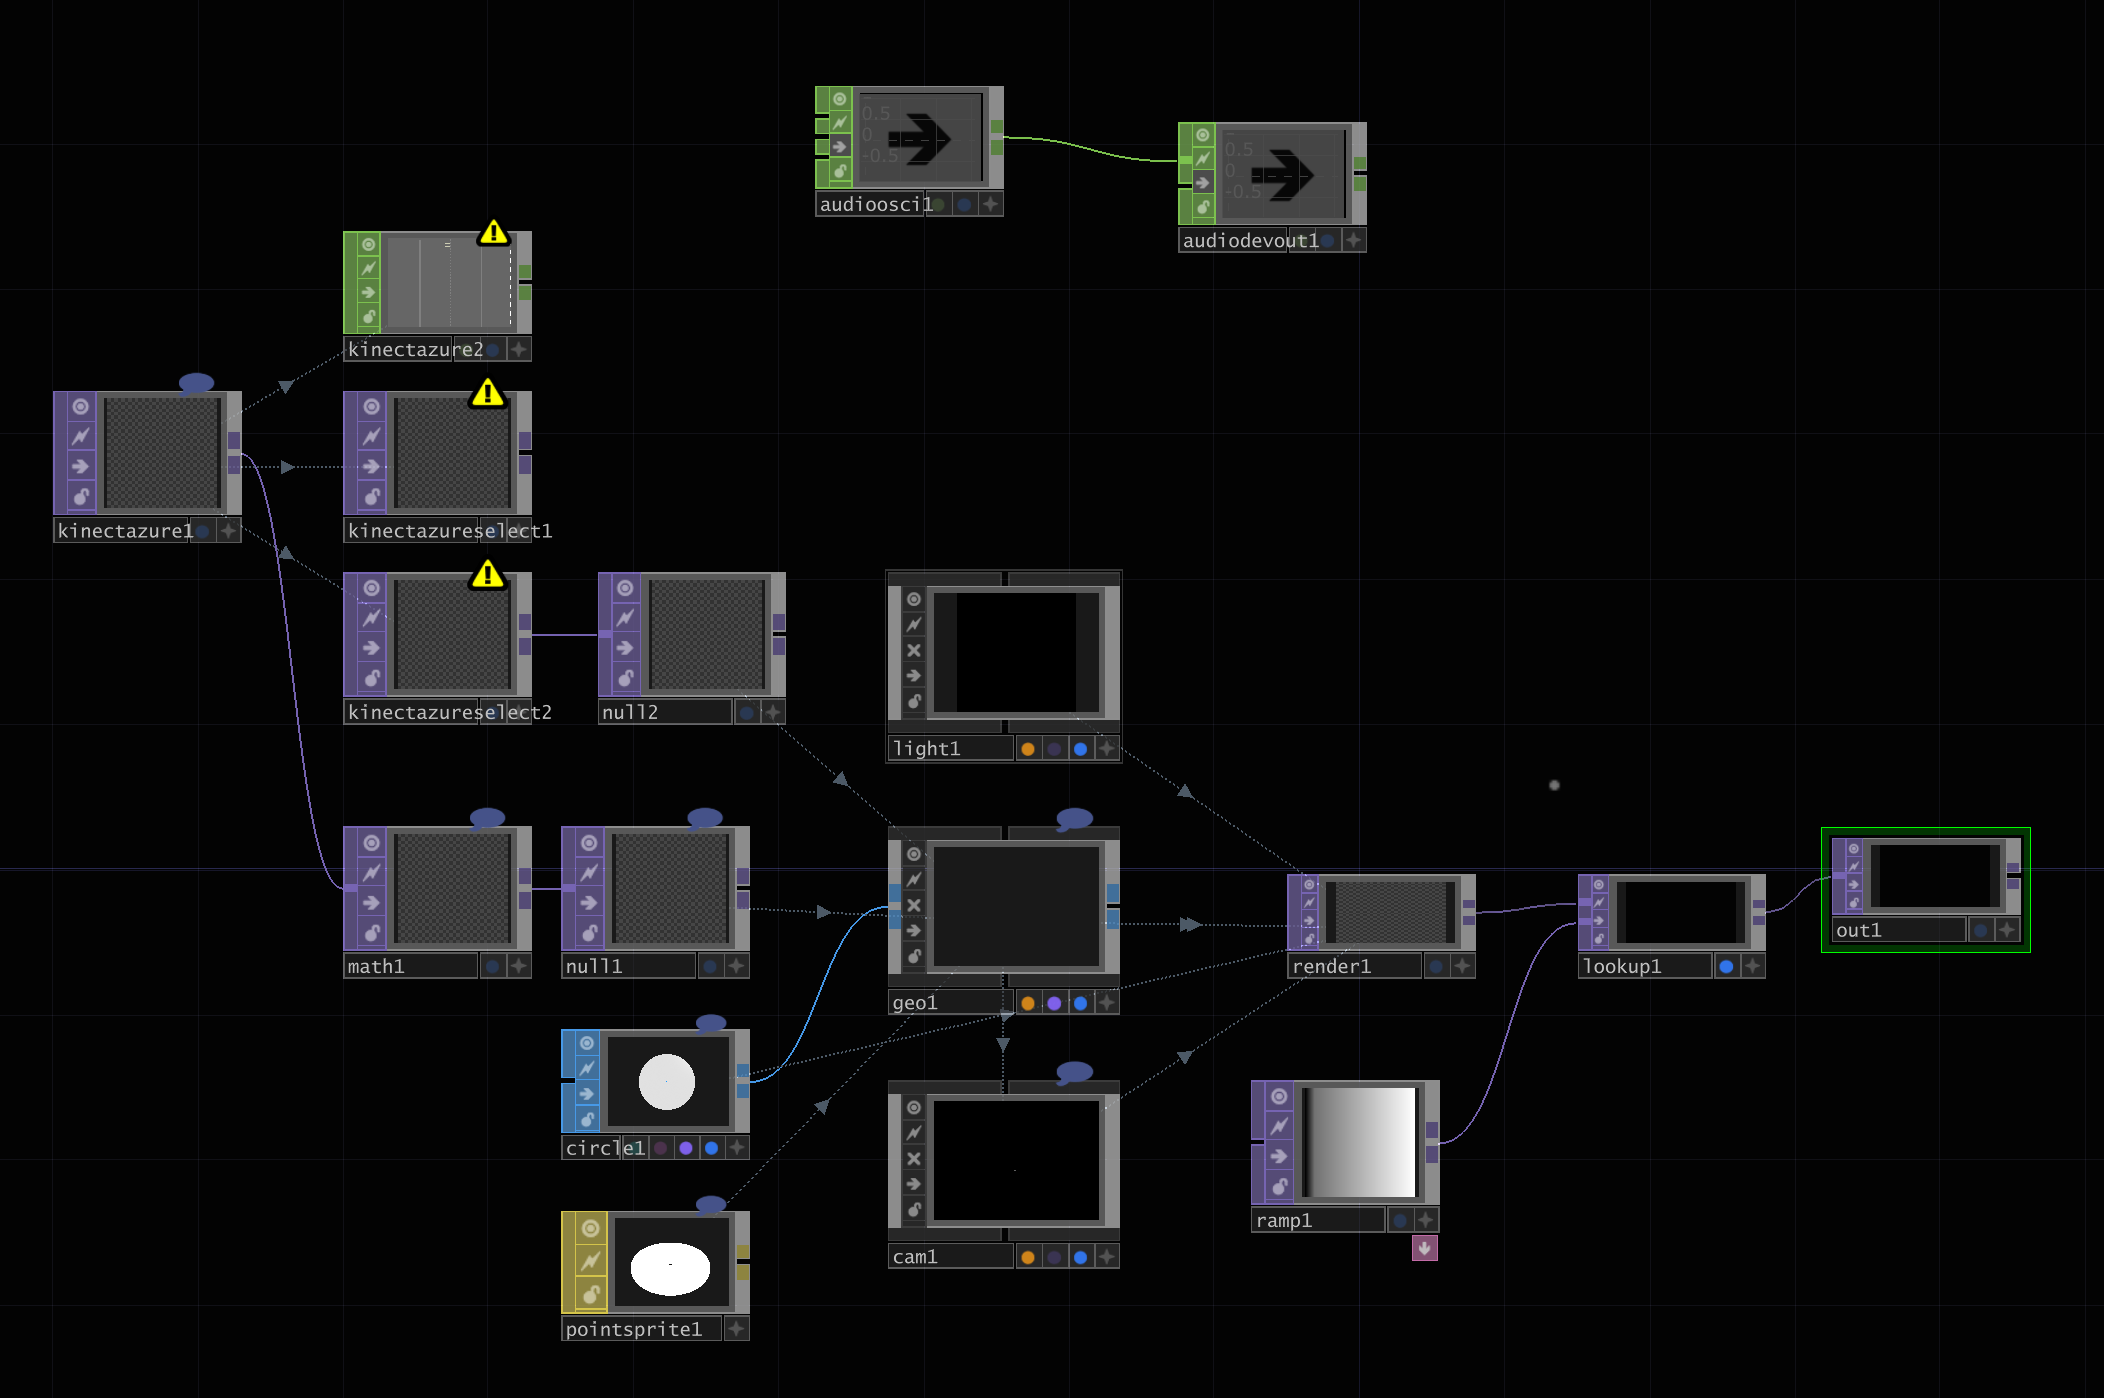 0.5
0
-0.5
audioosci1
0.5
0
-0.5
audiodevout1
kinectazure2
kinectazure1
kinectazureselect1
kinectazureselect2
null2
light1
math1
null1
geo1
render1
lookup1
out1
circle1
cam1
ramp1
pointsprite1